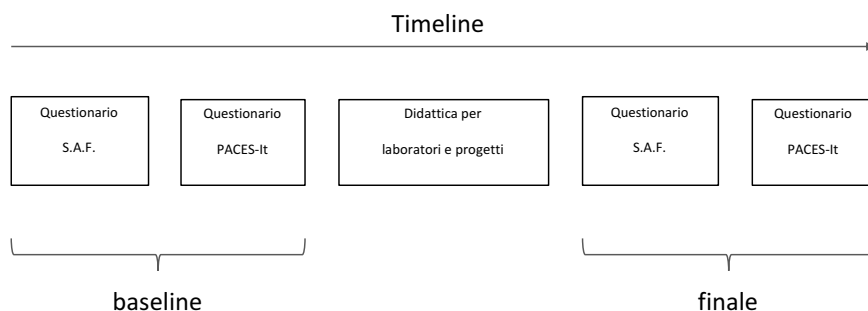 Timeline
Questionario
S.A.F.
Questionario
PACES-It
Didattica per
laboratori e progetti
Questionario
S.A.F.
Questionario
PACES-It
baseline
finale